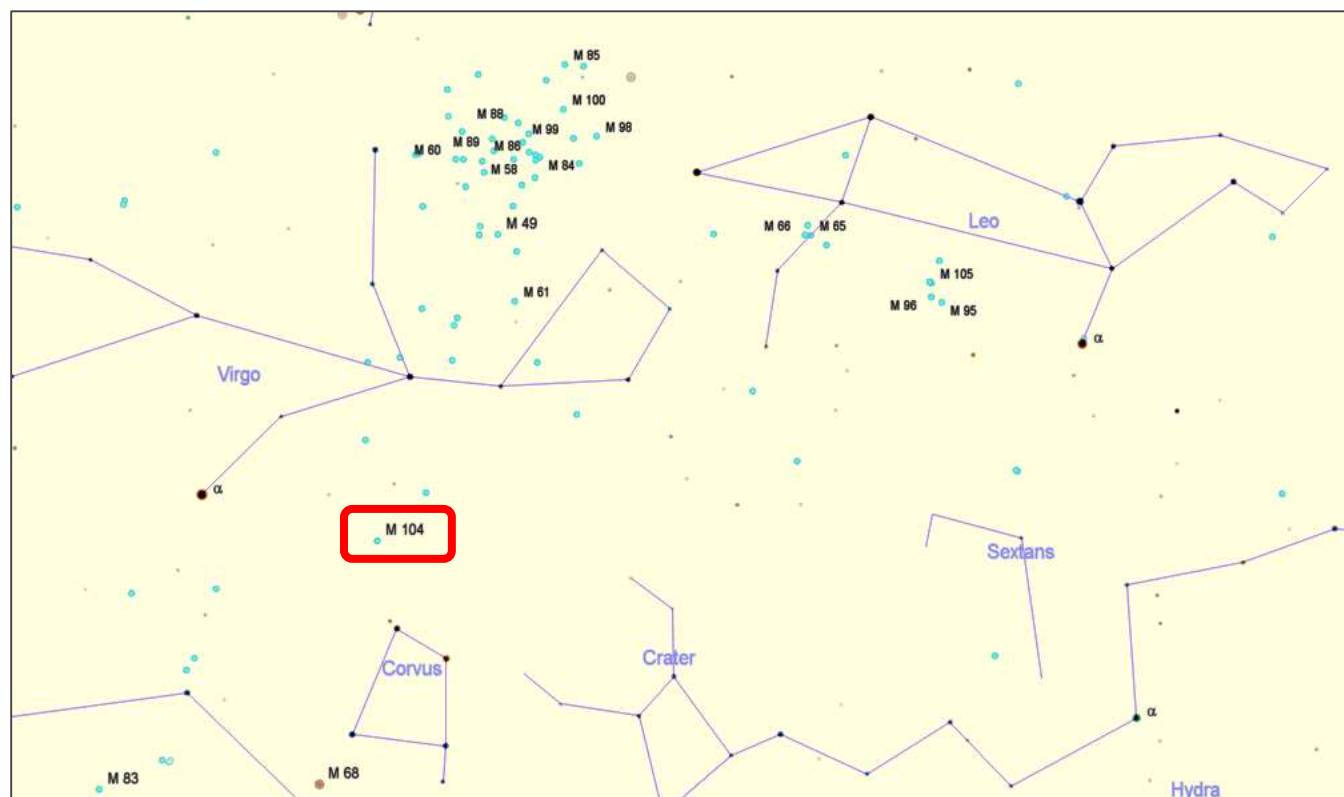 M 85
M 100
M 88
M 99
M 98
M 89
M 86
M 60
M 84
M 58
M 49
M 66
M 65
Leo
M 105
M 61
M 96
M 95
α
Virgo
α
M 104
Sextans
Crater
Corvus
α
M 83
M 68
Hydra